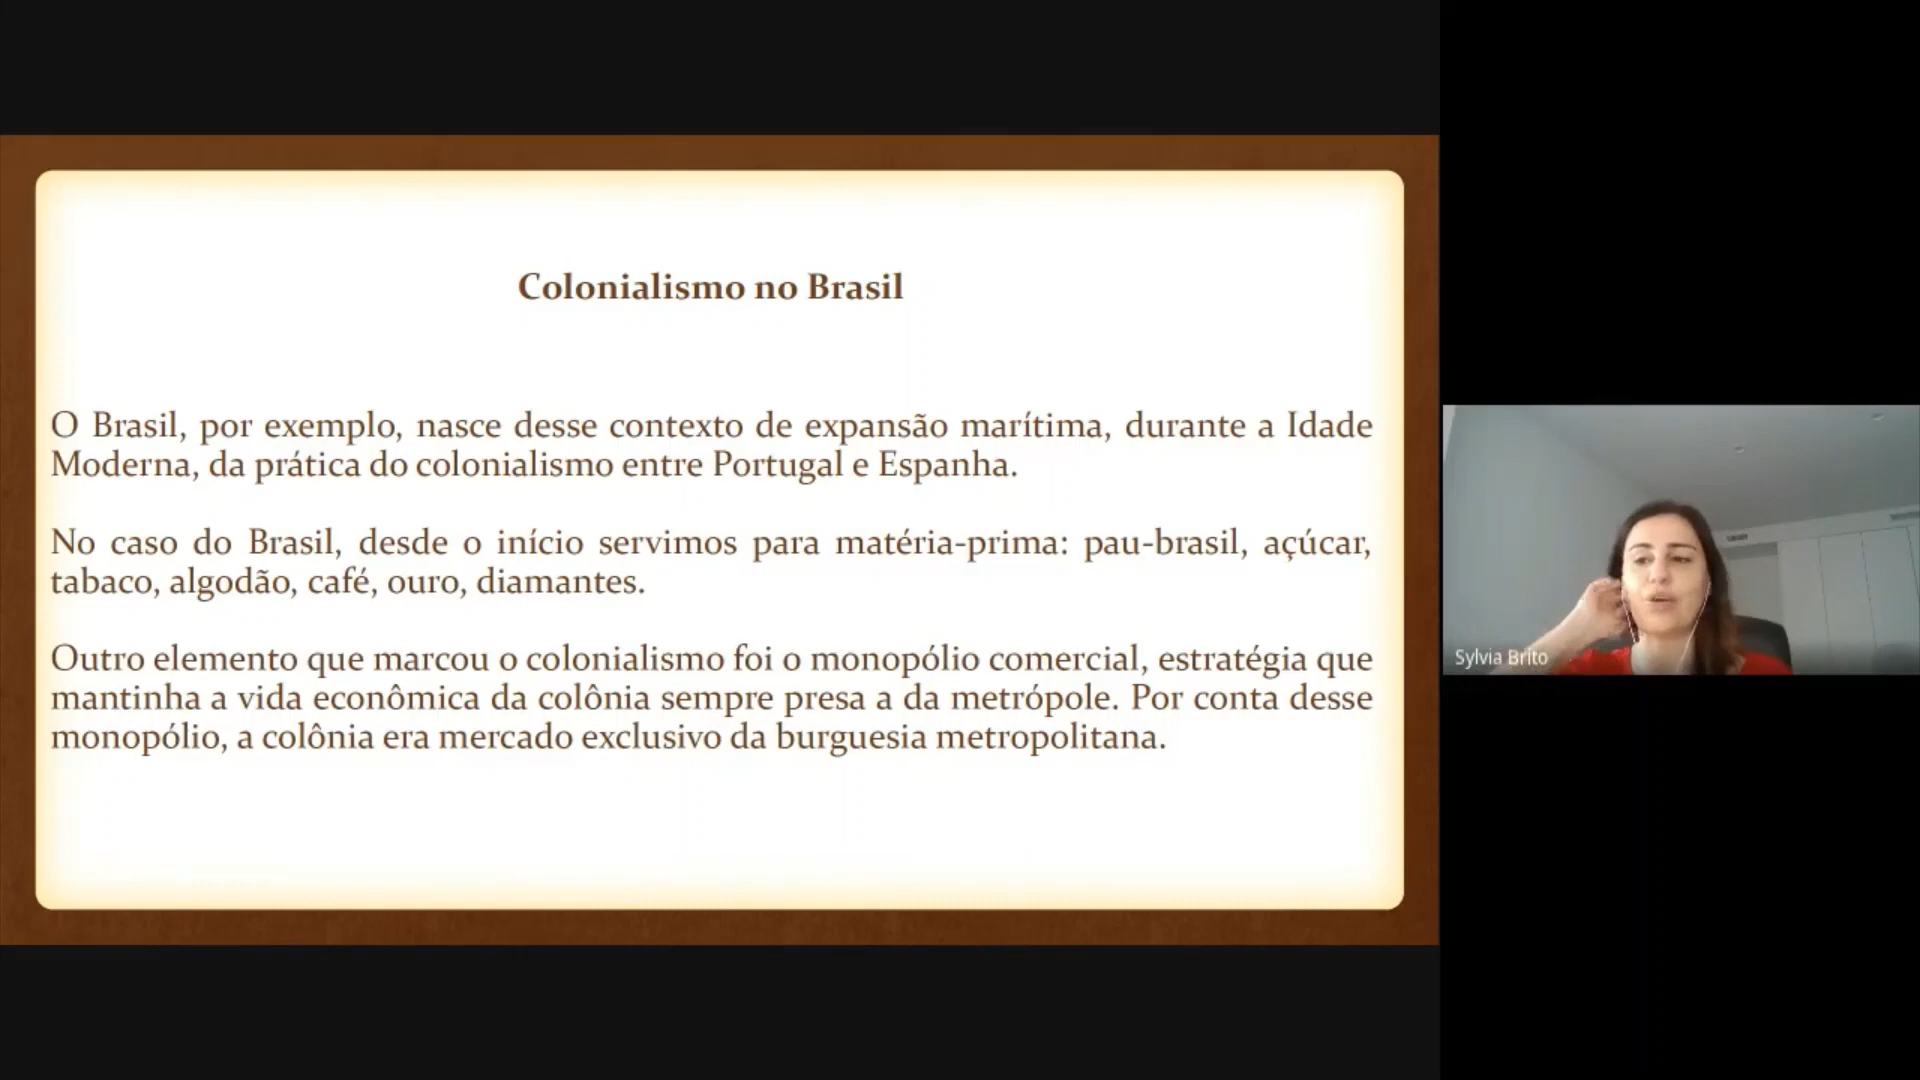 Colonialismo no Brasil
O Brasil, por exemplo, nasce desse contexto de expansão marítima, durante a Idade
Moderna, da prática do colonialismo entre Portugal e Espanha.
No caso do Brasil, desde o início servimos para matéria-prima: pau-brasil, açúcar,
tabaco, algodão, café, ouro, diamantes.
Outro elemento que marcou o colonialismo foi o monopólio comercial, estratégia que
mantinha a vida econômica da colônia sempre presa a da metrópole. Por conta desse
monopólio, a colônia era mercado exclusivo da burguesia metropolitana.
Sylvia Brito